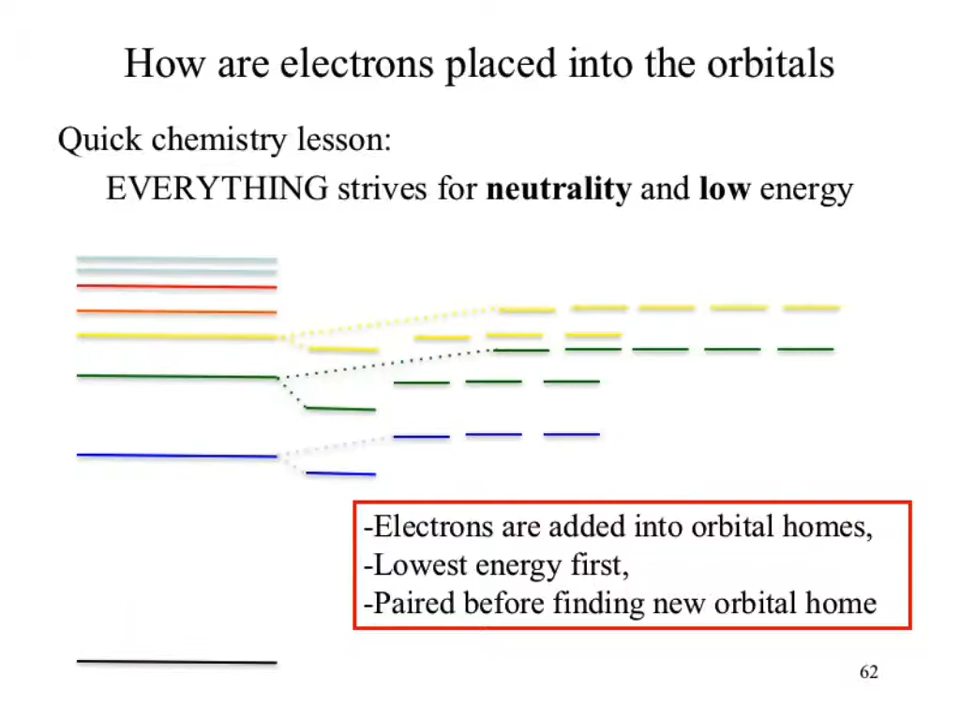 How are electrons placed into the orbitals
Quick chemistry lesson:
EVERYTHING strives for neutrality and low energy
-Electrons are added into orbital homes,
-Lowest energy first,
-Paired before finding new orbital home
62